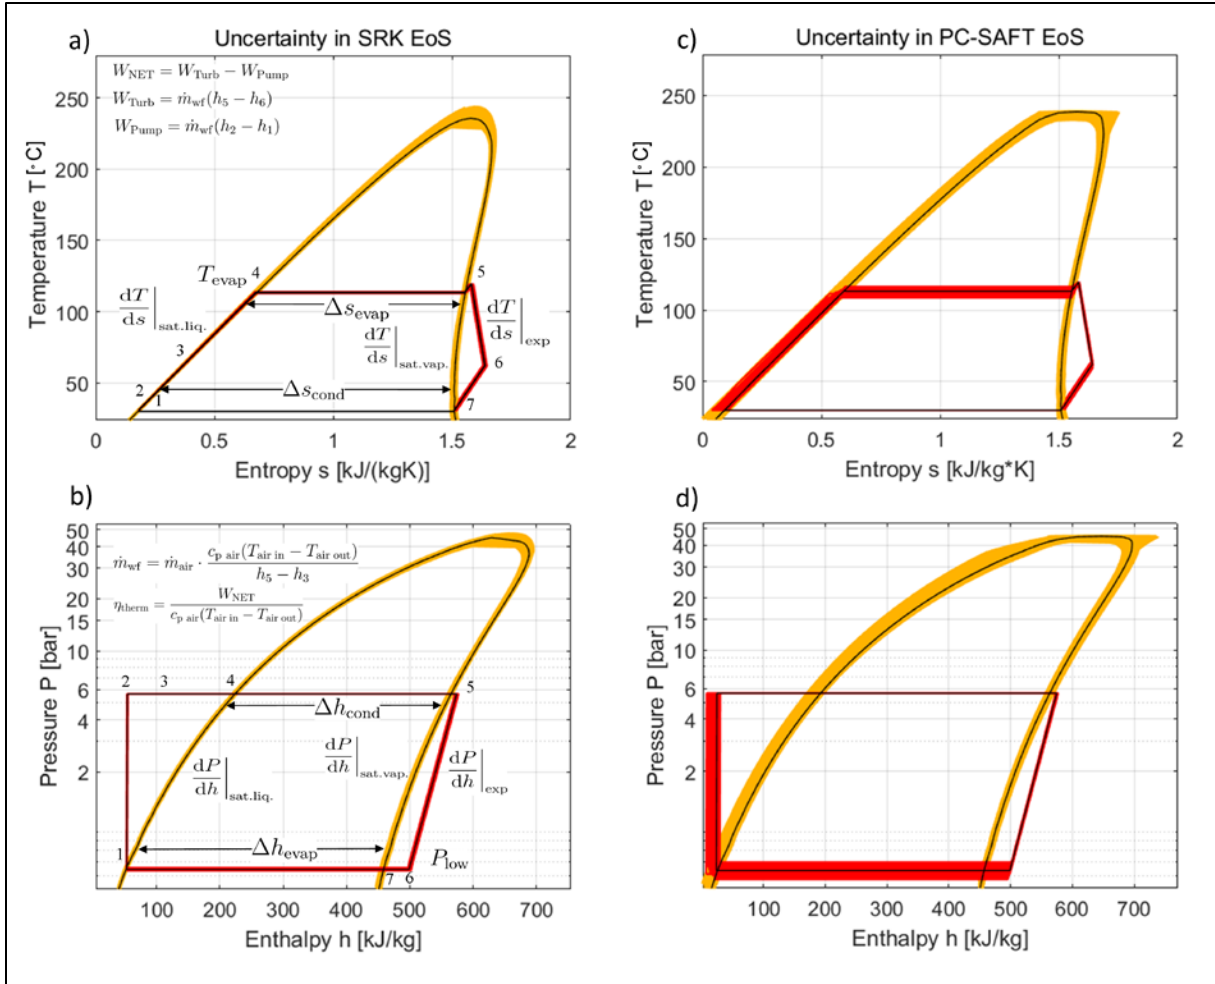 a)
Uncertainty in SRK EoS
W_NET = W_Turb − W_Pump
W_Turb = ṁ_wf(h_5 − h_6)
W_Pump = ṁ_wf(h_2 − h_1)
Temperature T [°C]
250
200
150
100
50
T_evap
4
5
Δs_evap
dT/ds|sat.liq.
dT/ds|sat.vap.
dT/ds|exp
3
6
2
1
Δs_cond
7
0 0.5 1 1.5 2
Entropy s [kJ/(kgK)]
c)
Uncertainty in PC-SAFT EoS
Temperature T [°C]
250
200
150
100
50
0 0.5 1 1.5 2
Entropy s [kJ/kg*K]
b)
ṁ_wf = ṁ_air · c_p air(T_air in − T_air out)/h_5 − h_3
η_therm = W_NET/c_p air(T_air in − T_air out)
Pressure P [bar]
50
40
30
20
15
10
6
4
2
2 3 4 5
Δh_cond
dP/dh|sat.liq.
dP/dh|sat.vap.
dP/dh|exp
1
Δh_evap
P_low
7 6
100 200 300 400 500 600 700
Enthalpy h [kJ/kg]
d)
Pressure P [bar]
50
40
30
20
15
10
6
4
2
100 200 300 400 500 600 700
Enthalpy h [kJ/kg]